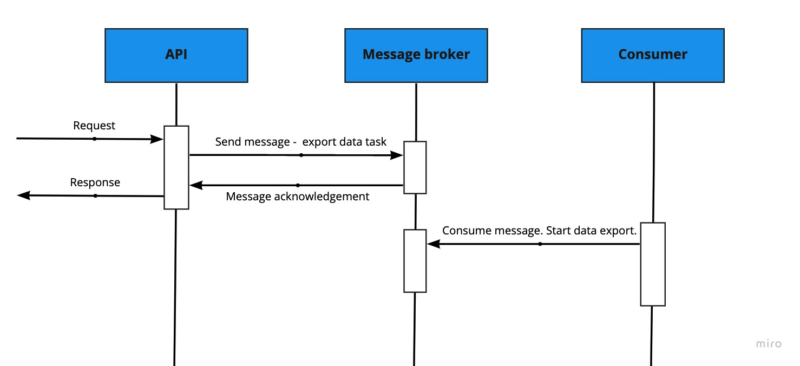 API
Message broker
Consumer
Request
Send message -  export data task
Response
Message acknowledgement
Consume message. Start data export.
miro